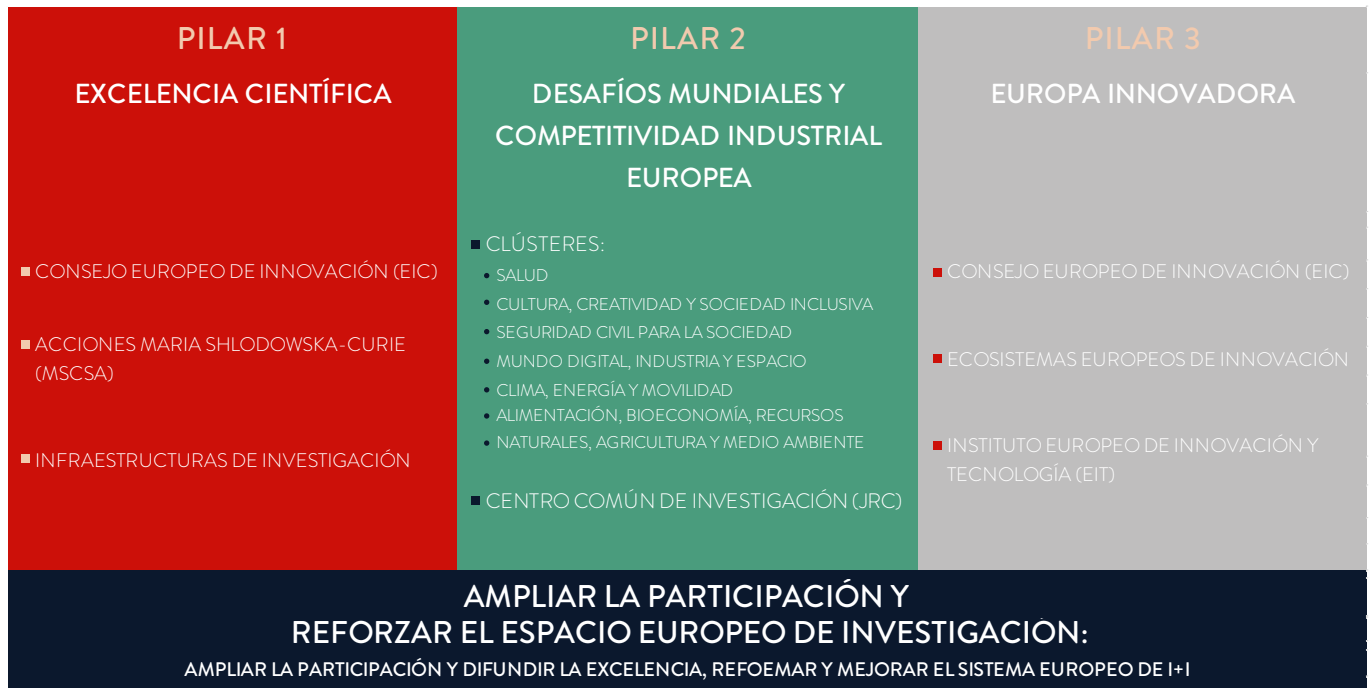 PILAR 1
EXCELENCIA CIENTÍFICA
CONSEJO EUROPEO DE INNOVACIÓN (EIC)
ACCIONES MARIA SHLODOWSKA-CURIE
(MSCSA)
INFRAESTRUCTURAS DE INVESTIGACIÓN
PILAR 2
DESAFÍOS MUNDIALES Y
COMPETITIVIDAD INDUSTRIAL
EUROPEA
CLÚSTERES:
SALUD
CULTURA, CREATIVIDAD Y SOCIEDAD INCLUSIVA
SEGURIDAD CIVIL PARA LA SOCIEDAD
MUNDO DIGITAL, INDUSTRIA Y ESPACIO
CLIMA, ENERGÍA Y MOVILIDAD
ALIMENTACIÓN, BIOECONOMÍA, RECURSOS
NATURALES, AGRICULTURA Y MEDIO AMBIENTE
CENTRO COMÚN DE INVESTIGACIÓN (JRC)
PILAR 3
EUROPA INNOVADORA
CONSEJO EUROPEO DE INNOVACIÓN (EIC)
ECOSISTEMAS EUROPEOS DE INNOVACIÓN
INSTITUTO EUROPEO DE INNOVACIÓN Y
TECNOLOGÍA (EIT)
AMPLIAR LA PARTICIPACIÓN Y
REFORZAR EL ESPACIO EUROPEO DE INVESTIGACIÓN:
AMPLIAR LA PARTICIPACIÓN Y DIFUNDIR LA EXCELENCIA, REFOEMAR Y MEJORAR EL SISTEMA EUROPEO DE I+I